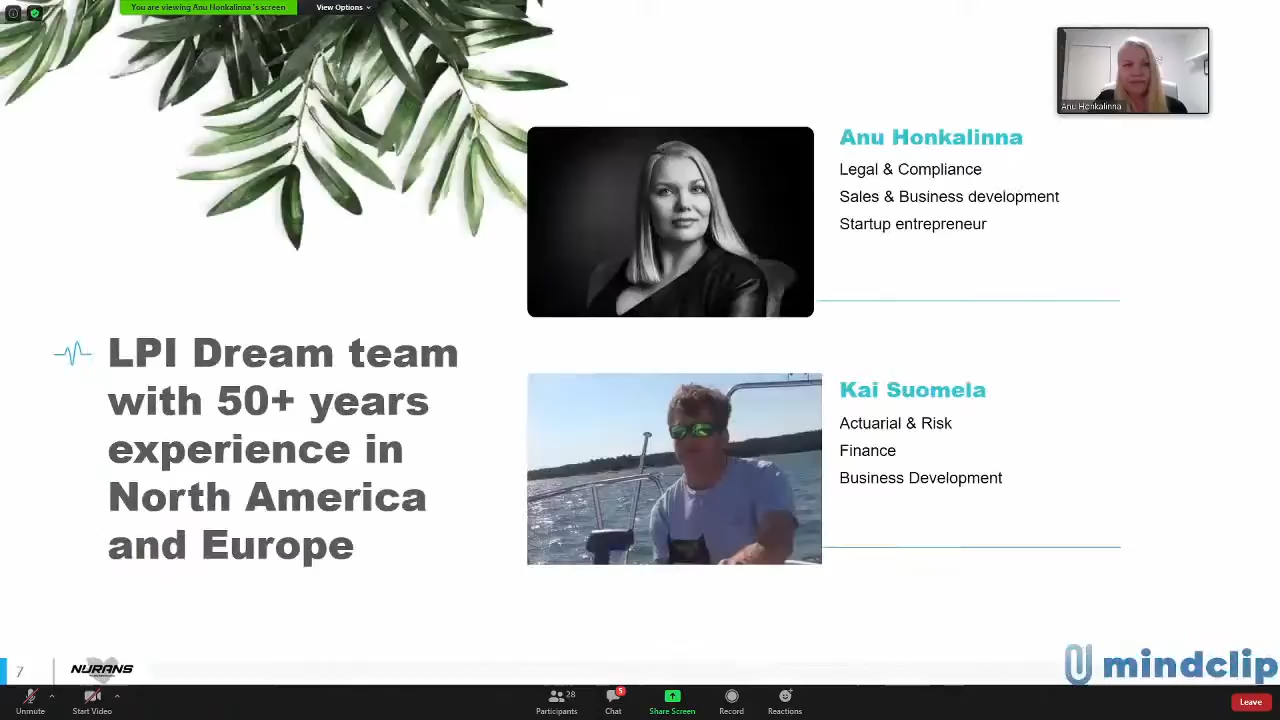 You are viewing Anu Honkalinna 's screen
View Options
Anu Honkalinna
Anu Honkalinna
Legal & Compliance
Sales & Business development
Startup entrepreneur
LPI Dream team
with 50+ years
experience in
North America
and Europe
Kai Suomela
Actuarial & Risk
Finance
Business Development
7
NURANS
mindclip
Unmute
Start Video
Participants
28
Chat
5
Share Screen
Record
Reactions
Leave